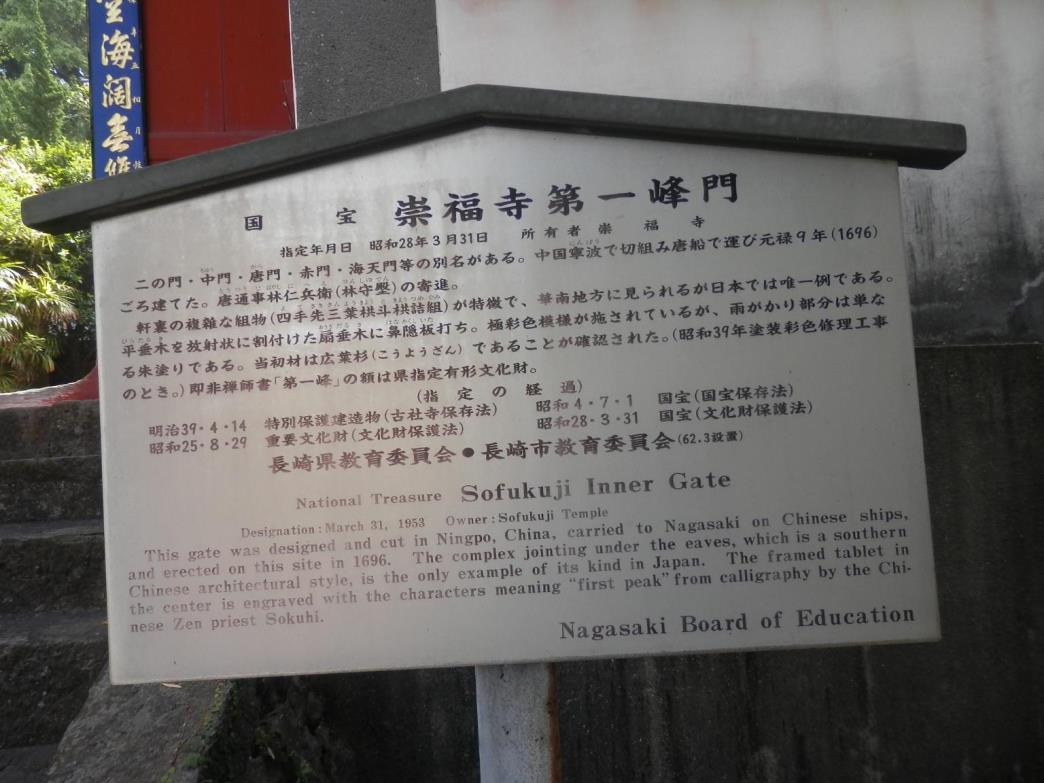 海
阔
春
国宝 崇福寺第一峰門
指定年月日 昭和28年3月31日 所有者 崇福寺
二の門・中門・唐門・赤門・海天門等の別名がある。中国寧波で切組み唐船で運び元禄9年(1696)
ごろ建てた。唐通事林仁兵衛(林守壂)の寄進。
軒裏の複雑な組物(四手先三葉栱斗栱詰組)が特徴で、華南地方に見られるが日本では唯一例である。
平垂木を放射状に割付けた扇垂木に鼻隠板打ち。極彩色模様が施されているが、雨がかり部分は単な
る朱塗りである。当初材は広葉杉(こうようざん)であることが確認された。(昭和39年塗装彩色修理工事
のとき。)即非禅師書「第一峰」の額は県指定有形文化財。
(指定の経過)
明治39・4・14 特別保護建造物(古社寺保存法) 昭和4・7・1 国宝(国宝保存法)
昭和25・8・29 重要文化財(文化財保護法) 昭和28・3・31 国宝(文化財保護法)
長崎県教育委員会●長崎市教育委員会(62.3設置)
National Treasure Sofukuji Inner Gate
Designation: March 31, 1953 Owner: Sofukuji Temple
This gate was designed and cut in Ningpo, China, carried to Nagasaki on Chinese ships,
and erected on this site in 1696. The complex jointing under the eaves, which is a southern
Chinese architectural style, is the only example of its kind in Japan. The framed tablet in
the center is engraved with the characters meaning "first peak" from calligraphy by the Chi-
nese Zen priest Sokuhi.
Nagasaki Board of Education